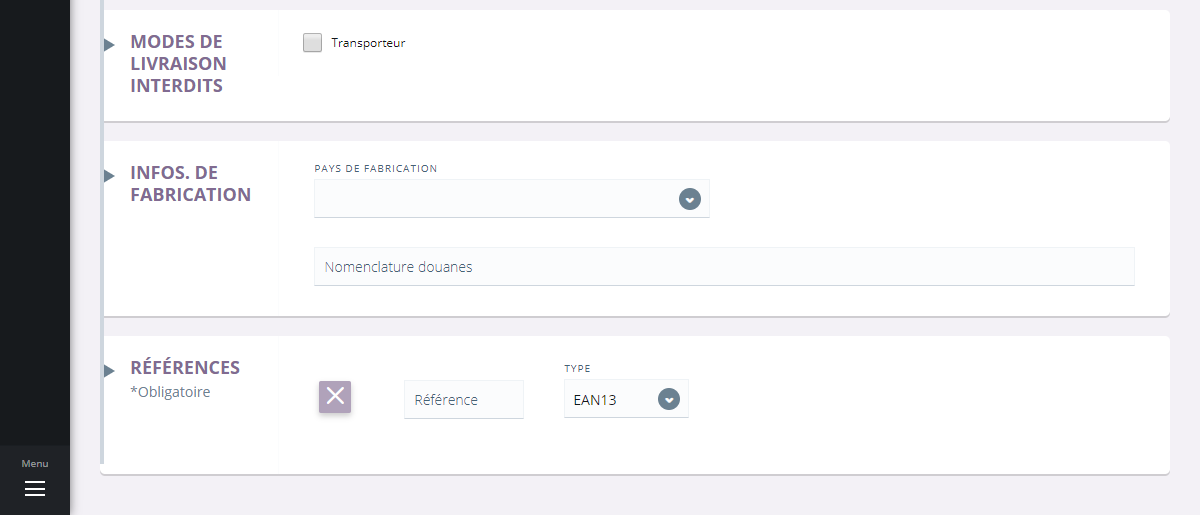 MODES DE
LIVRAISON
INTERDITS
Transporteur
INFOS. DE
FABRICATION
PAYS DE FABRICATION
Nomenclature douanes
RÉFÉRENCES
*Obligatoire
Référence
TYPE
EAN13
Menu